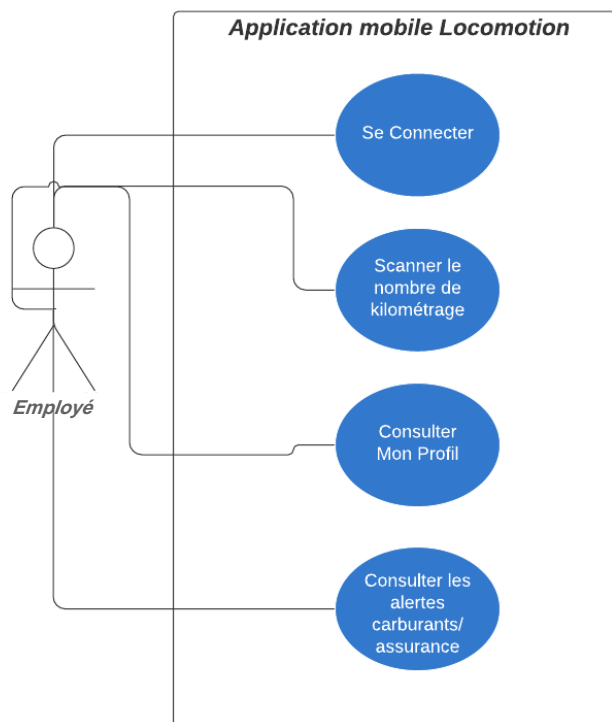 Application mobile Locomotion
Se Connecter
Scanner le
nombre de
kilométrage
Employé
Consulter
Mon Profil
Consulter les
alertes
carburants/
assurance